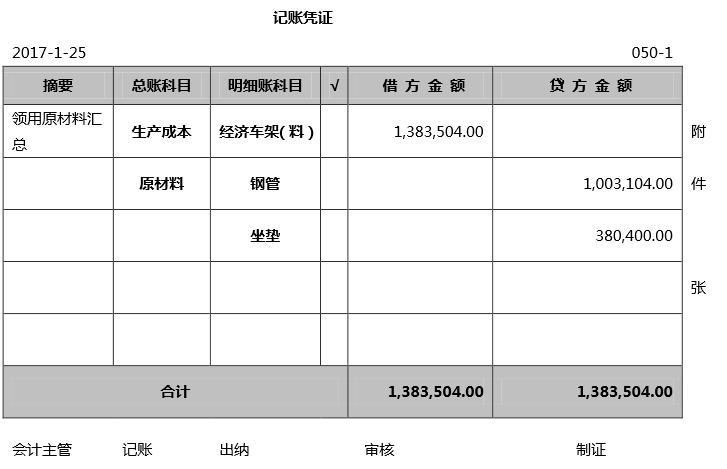 记账凭证
2017-1-25 050-1
摘要 总账科目 明细账科目 √ 借方金额 贷方金额
领用原材料汇
总 生产成本 经济车架(料) 1,383,504.00 附
原材料 钢管 1,003,104.00 件
坐垫 380,400.00
张
合计 1,383,504.00 1,383,504.00
会计主管 记账 出纳 审核 制证